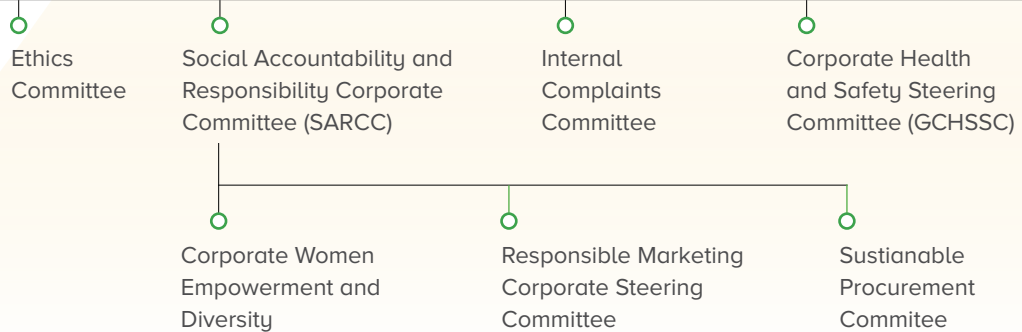 Ethics
Committee
Social Accountability and
Responsibility Corporate
Committee (SARCC)
Internal
Complaints
Committee
Corporate Health
and Safety Steering
Committee (GCHSSC)
Corporate Women
Empowerment and
Diversity
Responsible Marketing
Corporate Steering
Committee
Sustianable
Procurement
Commitee